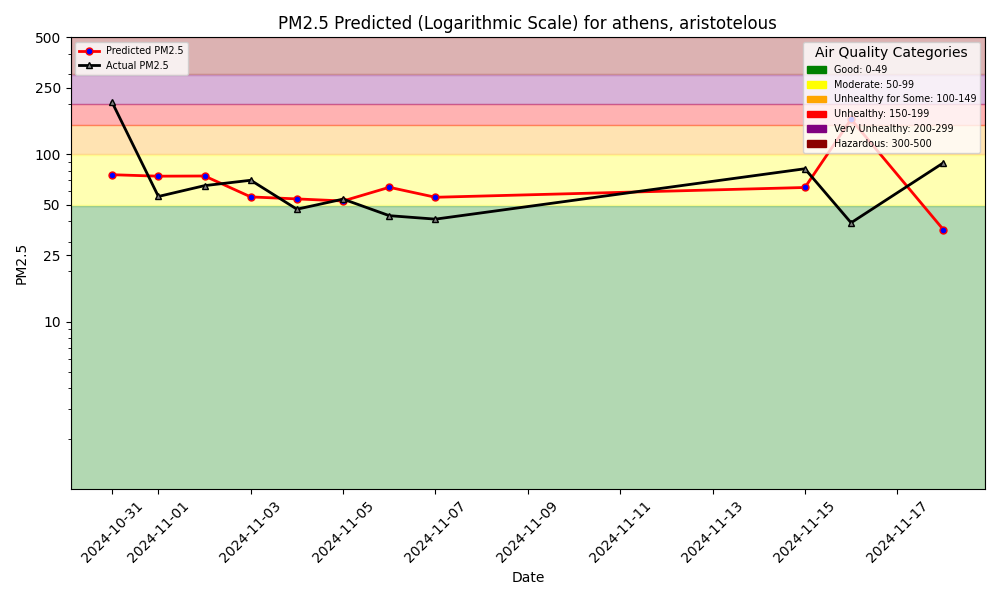 PM2.5 Predicted (Logarithmic Scale) for athens, aristotelous
Predicted PM2.5
Actual PM2.5
Air Quality Categories
Good: 0-49
Moderate: 50-99
Unhealthy for Some: 100-149
Unhealthy: 150-199
Very Unhealthy: 200-299
Hazardous: 300-500
PM2.5
500
250
100
50
25
10
2024-10-31
2024-11-01
2024-11-03
2024-11-05
2024-11-07
2024-11-09
2024-11-11
2024-11-13
2024-11-15
2024-11-17
Date